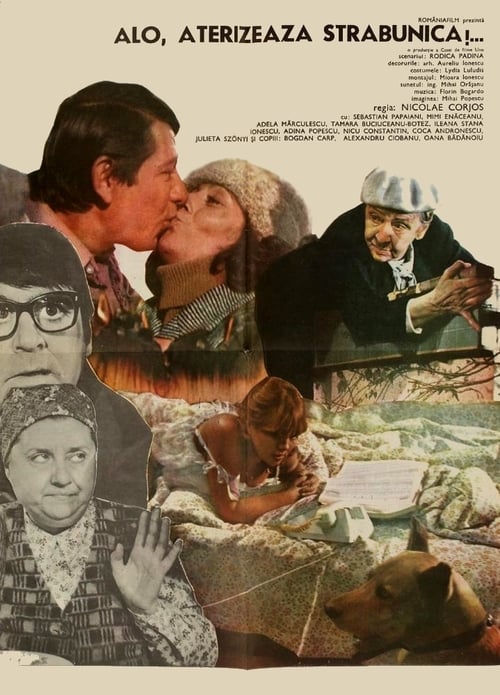 ROMÂNIAFILM prezintă
ALO, ATERIZEAZA STRABUNICA!...
o producție a Casei de filme Unu
scenariul: RODICA PADINA
decorurile: arh. Aureliu Ionescu
costumele: Lydia Luludis
montajul: Mioara Ionescu
sunetul: ing. Mihai Orășanu
muzica: Florin Bogardo
imaginea: Mihai Popescu
regia: NICOLAE CORJOS
cu: SEBASTIAN PAPAIANI, MIMI ENĂCEANU,
ADELA MĂRCULESCU, TAMARA BUCIUCEANU-BOTEZ, ILEANA STANA
IONESCU, ADINA POPESCU, NICU CONSTANTIN, COCA ANDRONESCU,
JULIETA SZÖNYI ȘI COPIII: BOGDAN CARP, ALEXANDRU CIOBANU, OANA BĂDĂNOIU